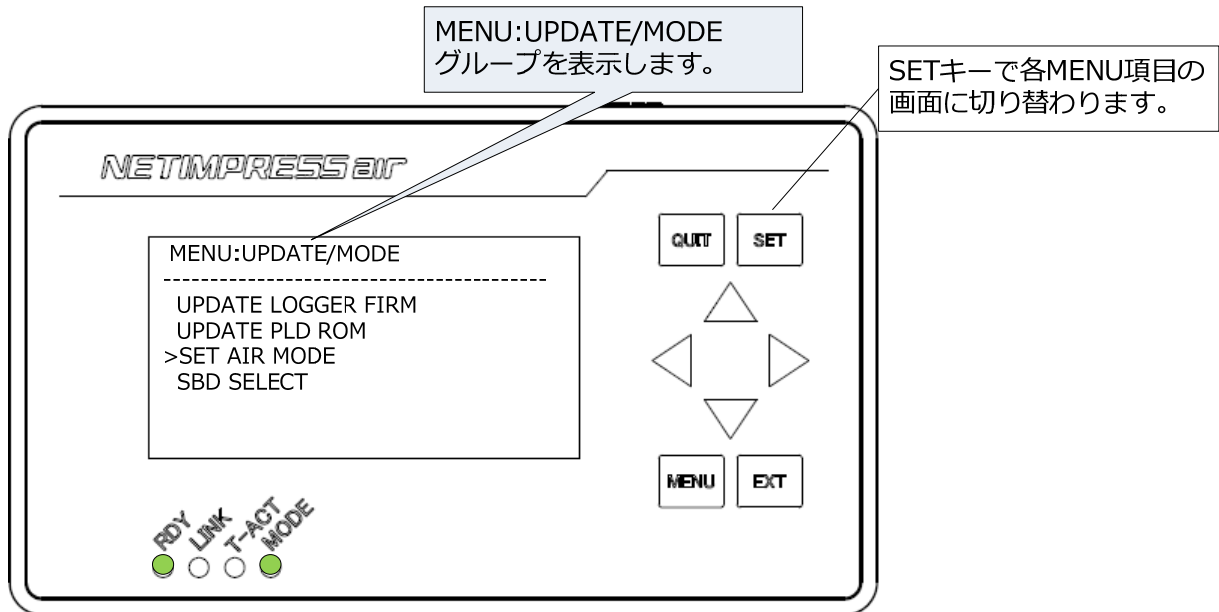 MENU:UPDATE/MODE
グループを表示します。
SETキーで各MENU項目の
画面に切り替わります。
NETIMPRESS air
MENU:UPDATE/MODE
-----------------------------------------
UPDATE LOGGER FIRM
UPDATE PLD ROM
>SET AIR MODE
SBD SELECT
QUIT
SET
MENU
EXT
RDY
LINK
T-ACT
MODE